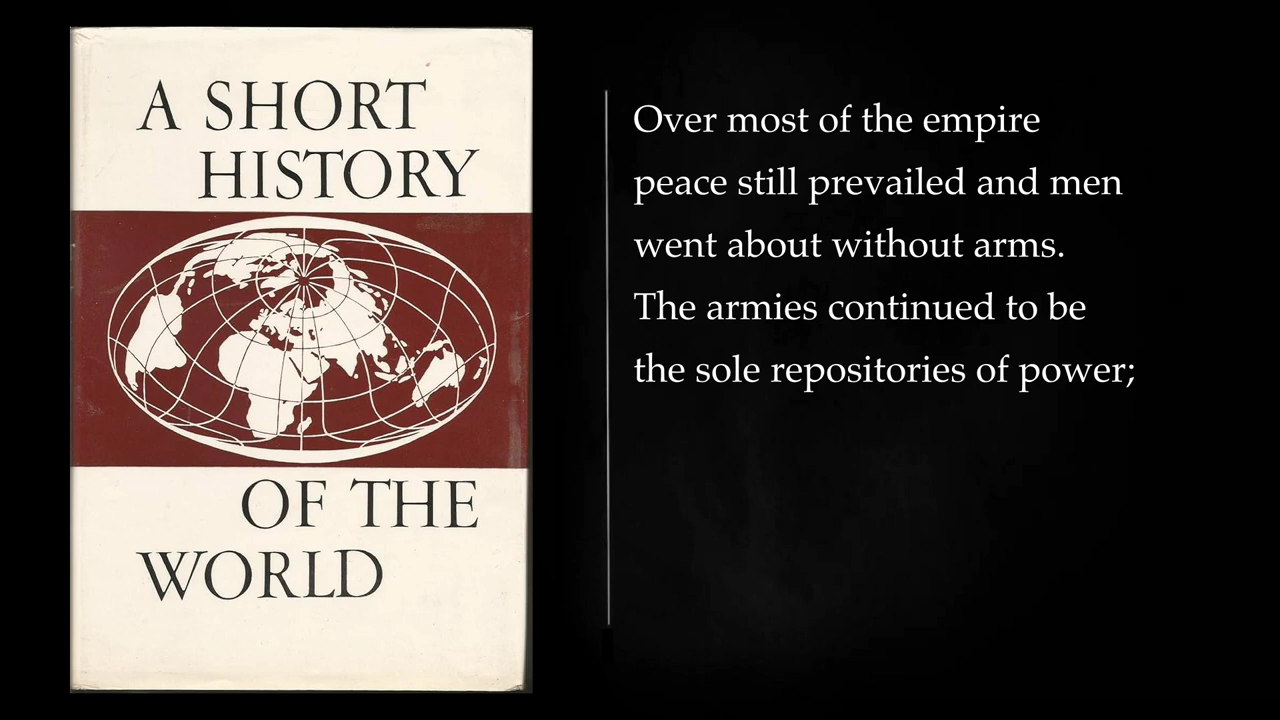 A SHORT
HISTORY
OF THE
WORLD
Over most of the empire
peace still prevailed and men
went about without arms.
The armies continued to be
the sole repositories of power;